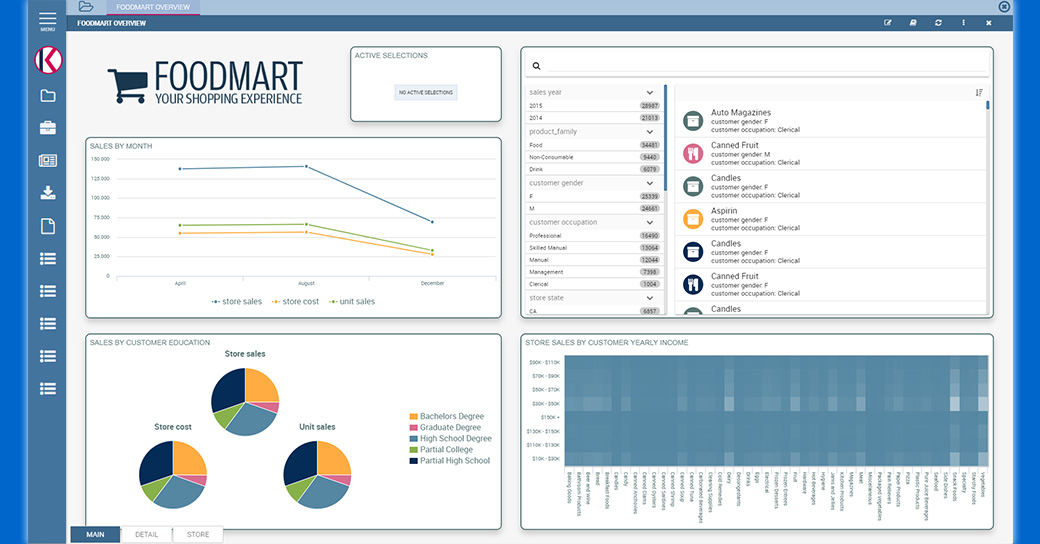 FOODMART OVERVIEW
MENU
FOODMART OVERVIEW
FOODMART
YOUR SHOPPING EXPERIENCE
ACTIVE SELECTIONS
NO ACTIVE SELECTIONS
SALES BY MONTH
150.000
125.000
100.000
75.000
50.000
25.000
0
April
August
December
store sales
store cost
unit sales
sales year
2015 28987
2014 21013
product_family
Food 34481
Non-Consumable 9440
Drink 6079
customer gender
F 25339
M 24661
customer occupation
Professional 16490
Skilled Manual 13064
Manual 12044
Management 7398
Clerical 1004
store state
CA 6857
Auto Magazines
customer gender: F
customer occupation: Clerical
Canned Fruit
customer gender: M
customer occupation: Clerical
Candles
customer gender: F
customer occupation: Clerical
Aspirin
customer gender: F
customer occupation: Clerical
Candles
customer gender: F
customer occupation: Clerical
Canned Fruit
customer gender: F
customer occupation: Clerical
Candles
SALES BY CUSTOMER EDUCATION
Store sales
Store cost
Unit sales
Bachelors Degree
Graduate Degree
High School Degree
Partial College
Partial High School
STORE SALES BY CUSTOMER YEARLY INCOME
$90K - $110K
$70K - $90K
$50K - $70K
$30K - $50K
$150K +
$130K - $150K
$110K - $130K
$10K - $30K
Baking Goods
Bathroom Products
Beer and Wine
Bread
Breakfast Foods
Candles
Candy
Canned Anchovies
Canned Clams
Canned Oysters
Canned Sardines
Canned Shrimp
Canned Soup
Canned Tuna
Carbonated Beverages
Cleaning Supplies
Cold Remedies
Dairy
Decongestants
Drinks
Eggs
Electrical
Frozen Desserts
Frozen Entrees
Fruit
Hardware
Hot Beverages
Hygiene
Jams and Jellies
Kitchen Products
Magazines
Meat
Miscellaneous
Packaged Vegetables
Pain Relievers
Paper Products
Pizza
Plastic Products
Pure Juice Beverages
Seafood
Side Dishes
Snack Foods
Specialty
Starchy Foods
Vegetables
MAIN
DETAIL
STORE